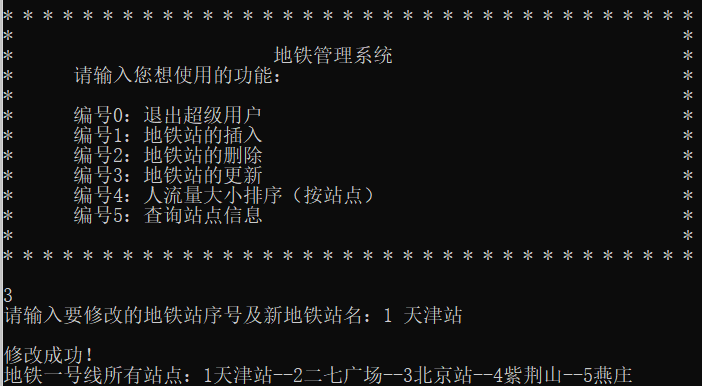 * * * * * * * * * * * * * * * * * * * * * * * * * * * * * * * * * * *
* *
* 地铁管理系统 *
* 请输入您想使用的功能： *
* *
* 编号0：退出超级用户 *
* 编号1：地铁站的插入 *
* 编号2：地铁站的删除 *
* 编号3：地铁站的更新 *
* 编号4：人流量大小排序（按站点） *
* 编号5：查询站点信息 *
* *
* * * * * * * * * * * * * * * * * * * * * * * * * * * * * * * * * * *
3
请输入要修改的地铁站序号及新地铁站名：1 天津站
修改成功！
地铁一号线所有站点：1天津站--2二七广场--3北京站--4紫荆山--5燕庄